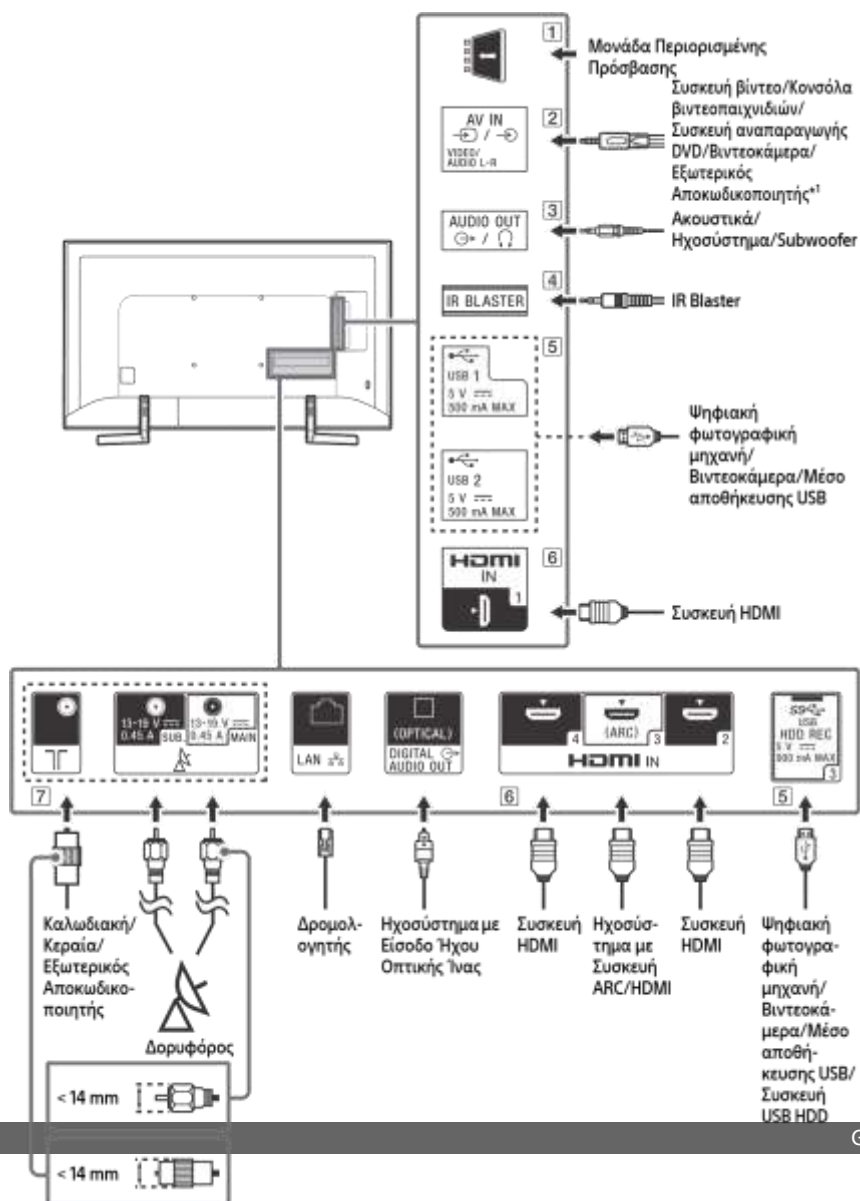 1
Μονάδα Περιορισμένης
Πρόσβασης
AV IN
/
VIDEO/
AUDIO L-R
2
Συσκευή βίντεο/Κονσόλα
βιντεοπαιχνιδιών/
Συσκευή αναπαραγωγής
DVD/Βιντεοκάμερα/
Εξωτερικός
Αποκωδικοποιητής*1
AUDIO OUT
/
3
Ακουστικά/
Ηχοσύστημα/Subwoofer
IR BLASTER
4
IR Blaster
5
USB 1
5 V
500 mA MAX
USB 2
5 V
500 mA MAX
Ψηφιακή
φωτογραφική
μηχανή/
Βιντεοκάμερα/Μέσο
αποθήκευσης USB
HDMI
IN
1
6
Συσκευή HDMI
7
13-19 V
0.45 A SUB
13-19 V
0.45 A MAIN
LAN
(OPTICAL)
DIGITAL
AUDIO OUT
6
4
(ARC) 3
2
HDMI IN
5
SS
USB
HDD REC
5 V
900 mA MAX
3
Καλωδιακή/
Κεραία/
Εξωτερικός
Αποκωδικο-
ποιητής
Δορυφόρος
Δρομολ-
ογητής
Ηχοσύστημα με
Είσοδο Ήχου
Οπτικής Ίνας
Συσκευή
HDMI
Ηχοσύσ-
τημα με
Συσκευή
ARC/HDMI
Συσκευή
HDMI
Ψηφιακή
φωτογρα-
φική
μηχανή/
Βιντεοκά-
μερα/Μέσο
αποθή-
κευσης USB/
Συσκευή
USB HDD
< 14 mm
< 14 mm